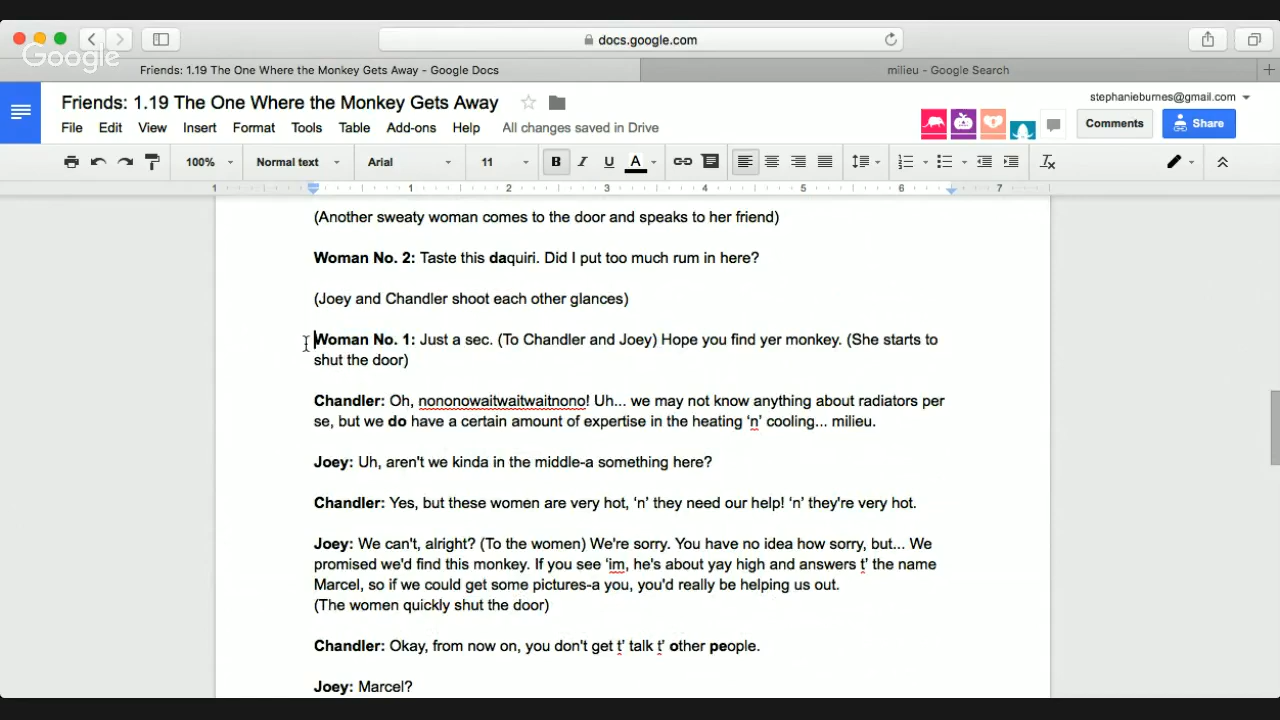 Google
docs.google.com
Friends: 1.19 The One Where the Monkey Gets Away - Google Docs
milieu - Google Search
Friends: 1.19 The One Where the Monkey Gets Away
stephanieburnes@gmail.com
File Edit View Insert Format Tools Table Add-ons Help All changes saved in Drive
Comments
Share
100% Normal text Arial 11 B I U A
1 1 2 3 4 5 6 7
(Another sweaty woman comes to the door and speaks to her friend)
Woman No. 2: Taste this daquiri. Did I put too much rum in here?
(Joey and Chandler shoot each other glances)
Woman No. 1: Just a sec. (To Chandler and Joey) Hope you find yer monkey. (She starts to
shut the door)
Chandler: Oh, nononowaitwaitwaitnono! Uh... we may not know anything about radiators per
se, but we do have a certain amount of expertise in the heating ‘n’ cooling... milieu.
Joey: Uh, aren't we kinda in the middle-a something here?
Chandler: Yes, but these women are very hot, ‘n’ they need our help! ‘n’ they're very hot.
Joey: We can't, alright? (To the women) We're sorry. You have no idea how sorry, but... We
promised we'd find this monkey. If you see ‘im, he's about yay high and answers t’ the name
Marcel, so if we could get some pictures-a you, you'd really be helping us out.
(The women quickly shut the door)
Chandler: Okay, from now on, you don't get t’ talk t’ other people.
Joey: Marcel?